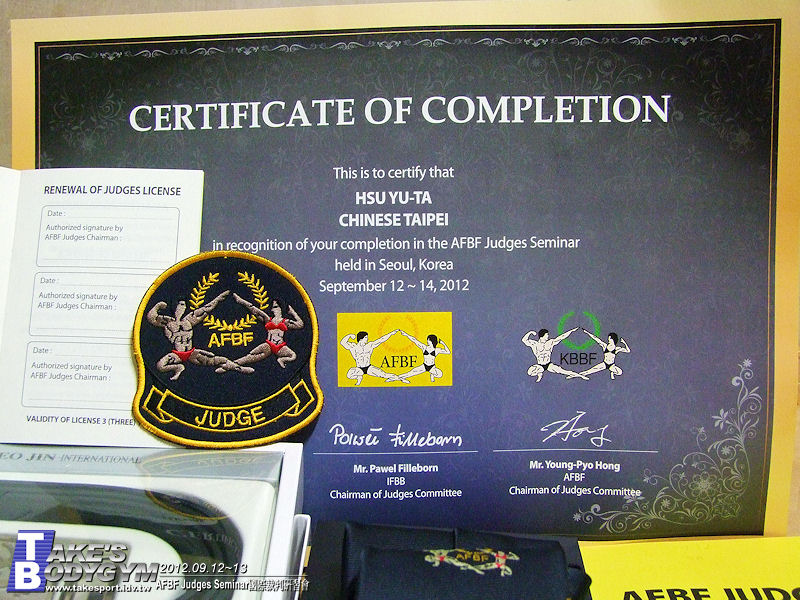 CERTIFICATE OF COMPLETION
This is to certify that
HSU YU-TA
CHINESE TAIPEI
in recognition of your completion in the AFBF Judges Seminar
held in Seoul, Korea
September 12 ~ 14, 2012
AFBF
KBBF
Mr. Pawel Filleborn
IFBB
Chairman of Judges Committee
Mr. Young-Pyo Hong
AFBF
Chairman of Judges Committee
RENEWAL OF JUDGES LICENSE
Date :
Authorized signature by
AFBF Judges Chairman :
Date :
Authorized signature by
AFBF Judges Chairman :
Date :
Authorized signature by
AFBF Judges Chairman :
VALIDITY OF LICENSE 3 (THREE)
AFBF
JUDGE
EO JIN INTERNATIONAL
AFBF
AFBF JUDG
TB TAKE'S
BODYGYM
www.takesport.idv.tw
2012.09.12~13
AFBF Judges Seminar國際裁判研習會